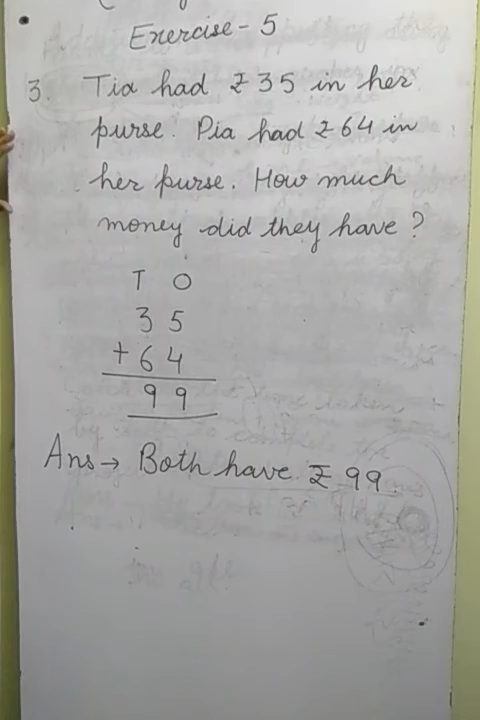 Exercise - 5
3. Tia had ₹ 35 in her
purse. Pia had ₹ 64 in
her purse. How much
money did they have ?
T O
3 5
+ 6 4
9 9
Ans → Both have ₹ 99.